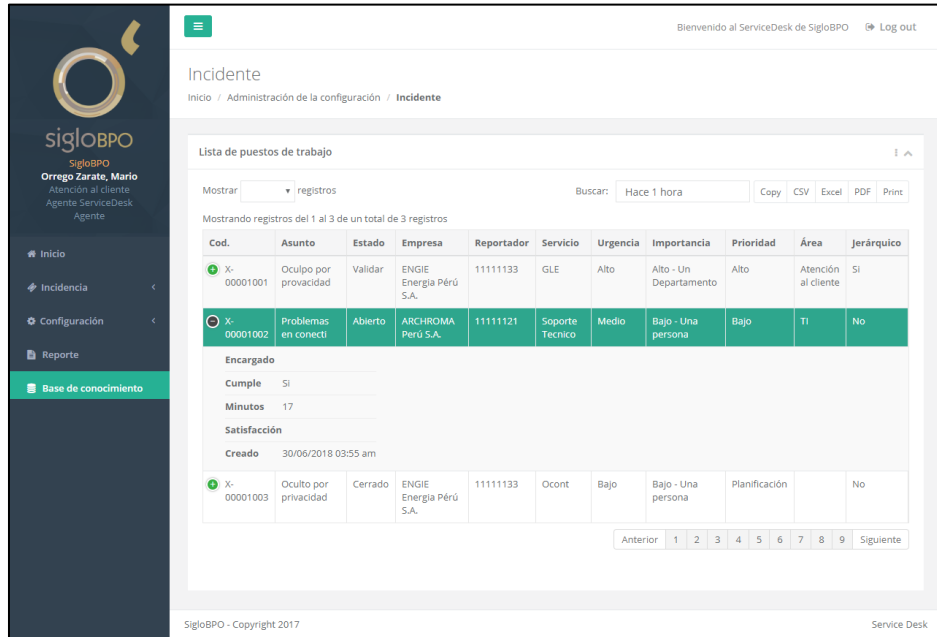 Bienvenido al ServiceDesk de SigloBPO Log out
sigloBPO
SigloBPO
Orrego Zarate, Mario
Atención al cliente
Agente ServiceDesk
Agente
Inicio
Incidencia
Configuración
Reporte
Base de conocimiento
Incidente
Inicio / Administración de la configuración / Incidente
Lista de puestos de trabajo
Mostrar registros Buscar: Hace 1 hora Copy CSV Excel PDF Print
Mostrando registros del 1 al 3 de un total de 3 registros
Cod. Asunto Estado Empresa Reportador Servicio Urgencia Importancia Prioridad Área Jerárquico
X- Oculpo por Validar ENGIE 11111133 GLE Alto Alto - Un Alto Atención Si
00001001 provacidad Energia Pérú Departamento al cliente
S.A.
X- Problemas Abierto ARCHROMA 11111121 Soporte Medio Bajo - Una Bajo TI No
00001002 en conecti Perú S.A. Tecnico persona
Encargado
Cumple Si
Minutos 17
Satisfacción
Creado 30/06/2018 03:55 am
X- Oculto por Cerrado ENGIE 11111133 Ocont Bajo Bajo - Una Planificación No
00001003 privacidad Energia Pérú persona
S.A.
Anterior 1 2 3 4 5 6 7 8 9 Siguiente
SigloBPO - Copyright 2017 Service Desk